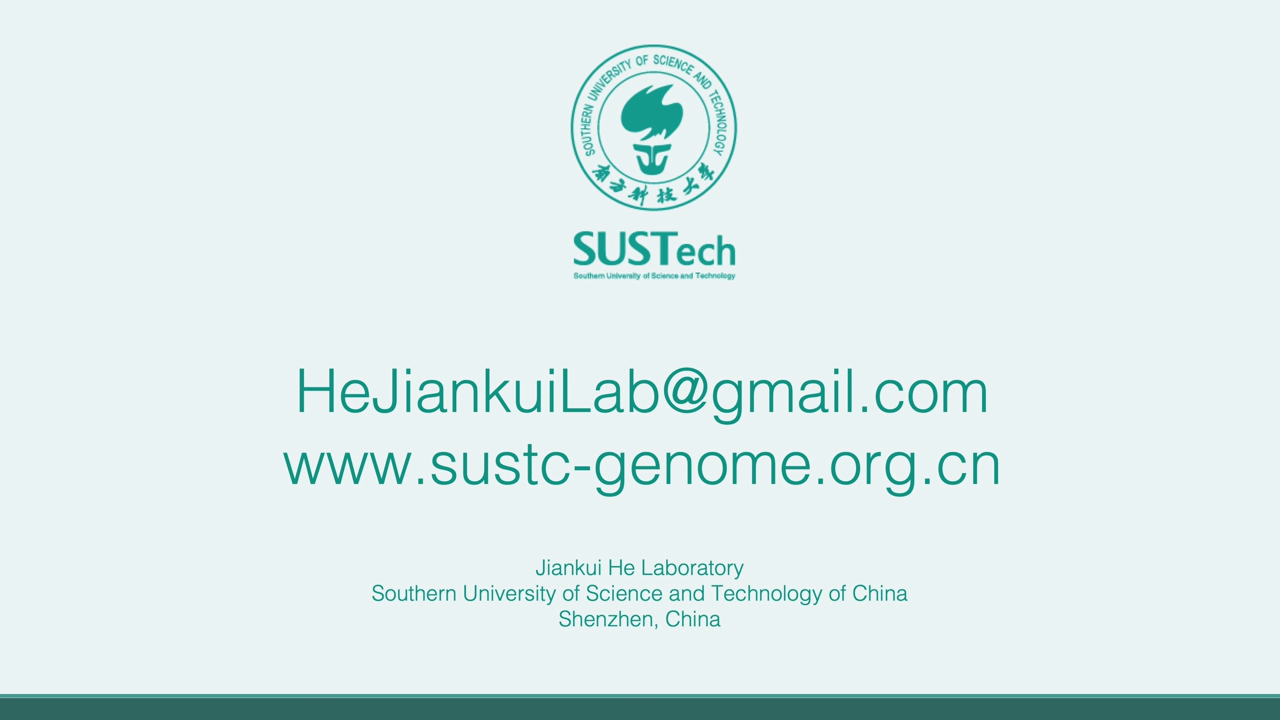 SOUTHERN UNIVERSITY OF SCIENCE AND TECHNOLOGY
南方科技大学
SUSTech
Southern University of Science and Technology
HeJiankuiLab@gmail.com
www.sustc-genome.org.cn
Jiankui He Laboratory
Southern University of Science and Technology of China
Shenzhen, China